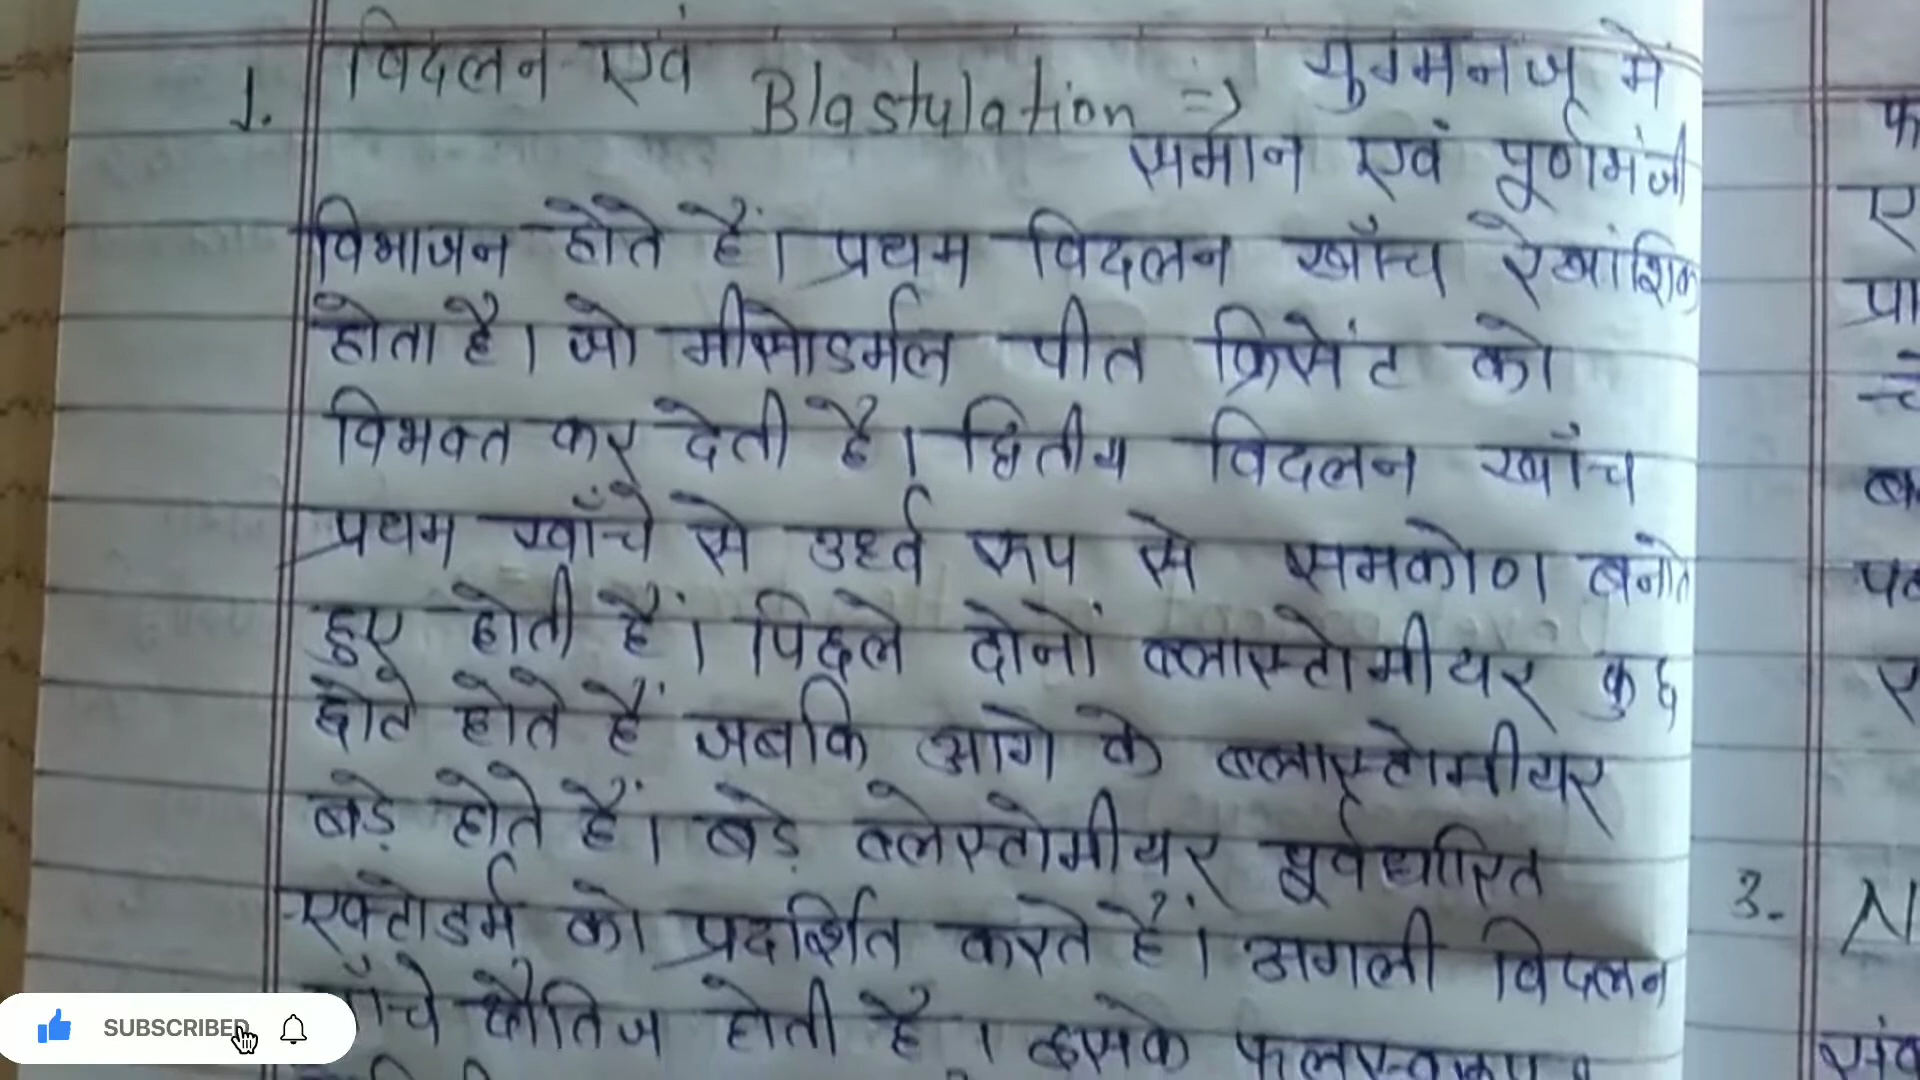 1. विदलन एवं Blastulation => युग्मनज में
समान एवं पूर्णभंजी
विभाजन होते हैं। प्रथम विदलन खाँच रेखांशिक
होता है। जो मीसोडर्मल पीत क्रिसेंट को
विभक्त कर देती है। द्वितीय विदलन खाँच
प्रथम खाँचे से उर्ध्व रूप से समकोण बनाते
हुए होती हैं। पिछले दोनों ब्लास्टोमीयर कुछ
छोटे होते हैं जबकि आगे के ब्लास्टोमीयर
बड़े होते हैं। बड़े ब्लेस्टोमीयर पूर्वधारित
एक्टोडर्म को प्रदर्शित करते हैं। अगली विदलन
क्षैतिज होती है। इसके फलस्वरूप
SUBSCRIBED
3.